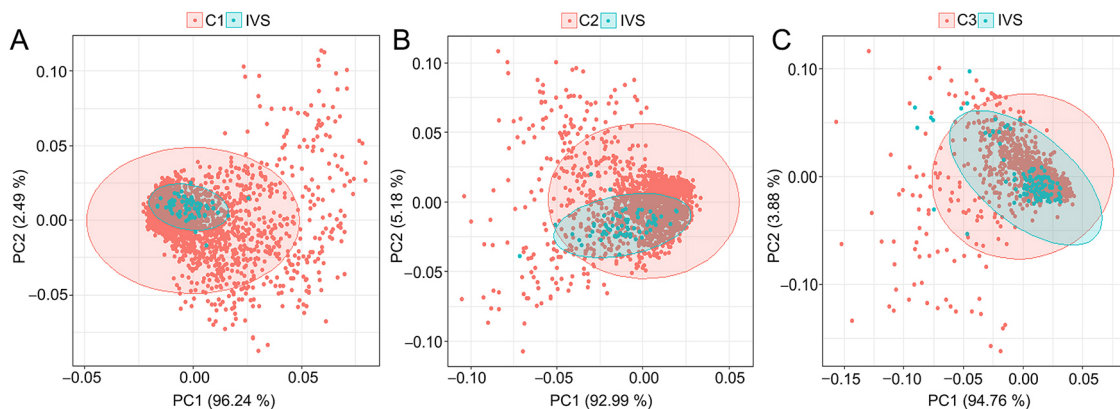 A
C1 IVS
0.10
0.05
0.00
−0.05
−0.05 0.00 0.05
PC2 (2.49 %)
PC1 (96.24 %)
B
C2 IVS
0.10
0.05
0.00
−0.05
−0.10
−0.10 −0.05 0.00 0.05
PC2 (5.18 %)
PC1 (92.99 %)
C
C3 IVS
0.10
0.00
−0.10
−0.15 −0.10 −0.05 0.00 0.05
PC2 (3.88 %)
PC1 (94.76 %)